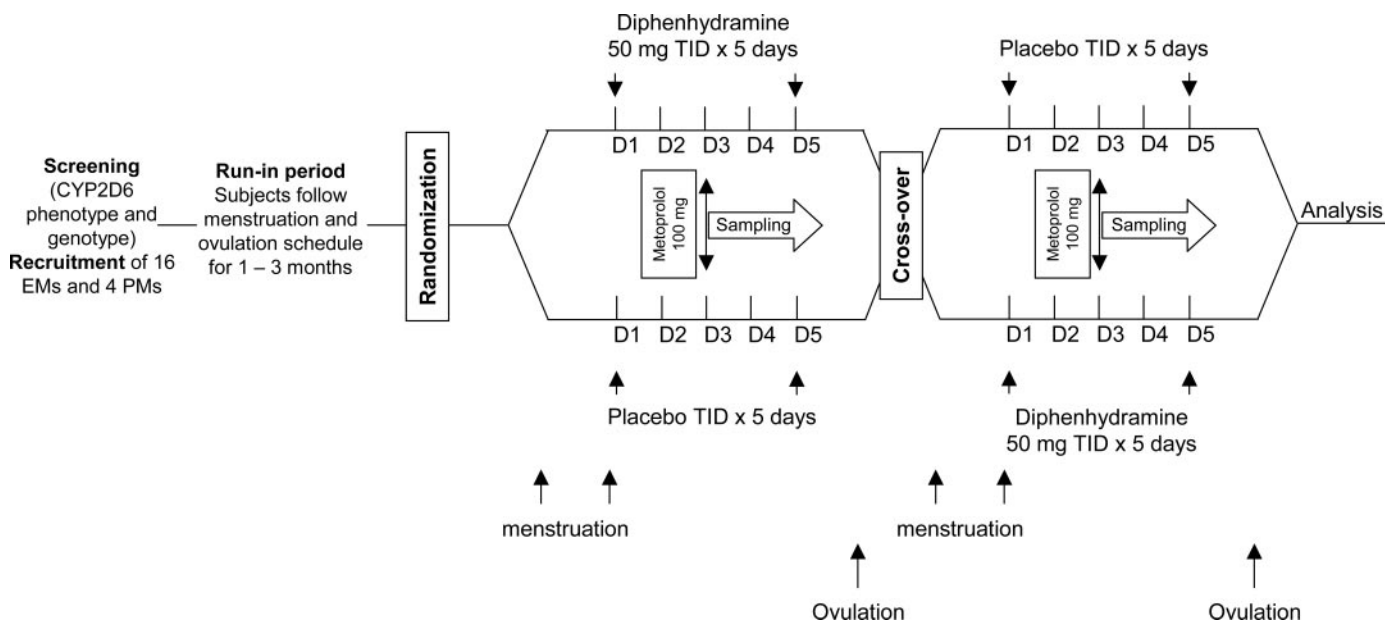 Screening
(CYP2D6
phenotype and
genotype)
Recruitment of 16
EMs and 4 PMs
Run-in period
Subjects follow
menstruation and
ovulation schedule
for 1 – 3 months
Randomization
Diphenhydramine
50 mg TID x 5 days
D1 D2 D3 D4 D5
Metoprolol
100 mg
Sampling
D1 D2 D3 D4 D5
Placebo TID x 5 days
menstruation
Ovulation
Cross-over
Placebo TID x 5 days
D1 D2 D3 D4 D5
Metoprolol
100 mg
Sampling
D1 D2 D3 D4 D5
Diphenhydramine
50 mg TID x 5 days
menstruation
Ovulation
Analysis